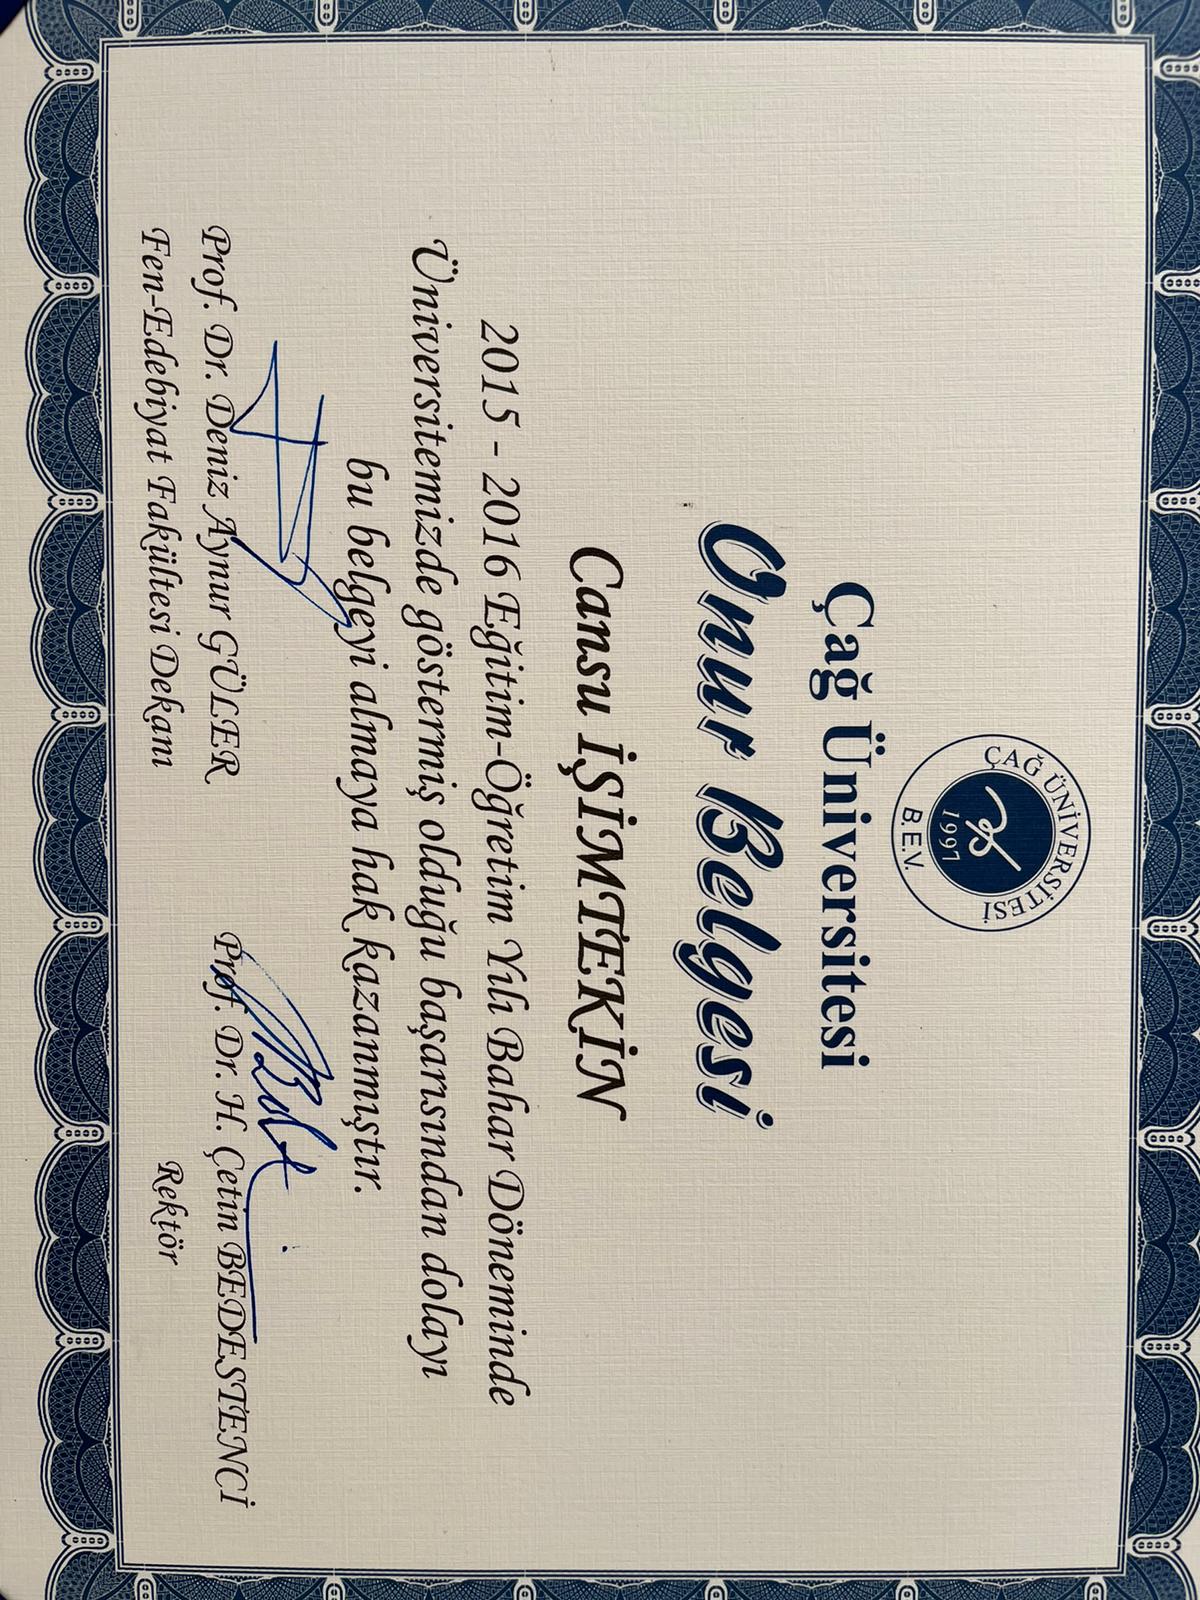 ÇAĞ ÜNİVERSİTESİ
1997
B.E.V.
Çağ Üniversitesi
Onur Belgesi
Cansu İŞİMTEKİN
2015 - 2016 Eğitim-Öğretim Yılı Bahar Döneminde
Üniversitemizde göstermiş olduğu başarısından dolayı
bu belgeyi almaya hak kazanmıştır.
Prof. Dr. Deniz Aynur GÜLER
Fen-Edebiyat Fakültesi Dekanı
Prof. Dr. H. Çetin BEDESTENCİ
Rektör